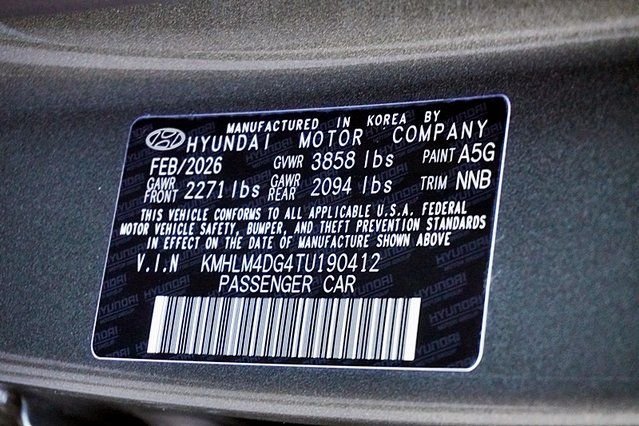 MANUFACTURED IN KOREA BY
HYUNDAI MOTOR COMPANY
FEB/2026 GVWR 3858 lbs PAINT A5G
GAWR FRONT 2271 lbs GAWR REAR 2094 lbs TRIM NNB
THIS VEHICLE CONFORMS TO ALL APPLICABLE U.S.A. FEDERAL
MOTOR VEHICLE SAFETY, BUMPER, AND THEFT PREVENTION STANDARDS
IN EFFECT ON THE DATE OF MANUFACTURE SHOWN ABOVE
V.I.N KMHLM4DG4TU190412
PASSENGER CAR